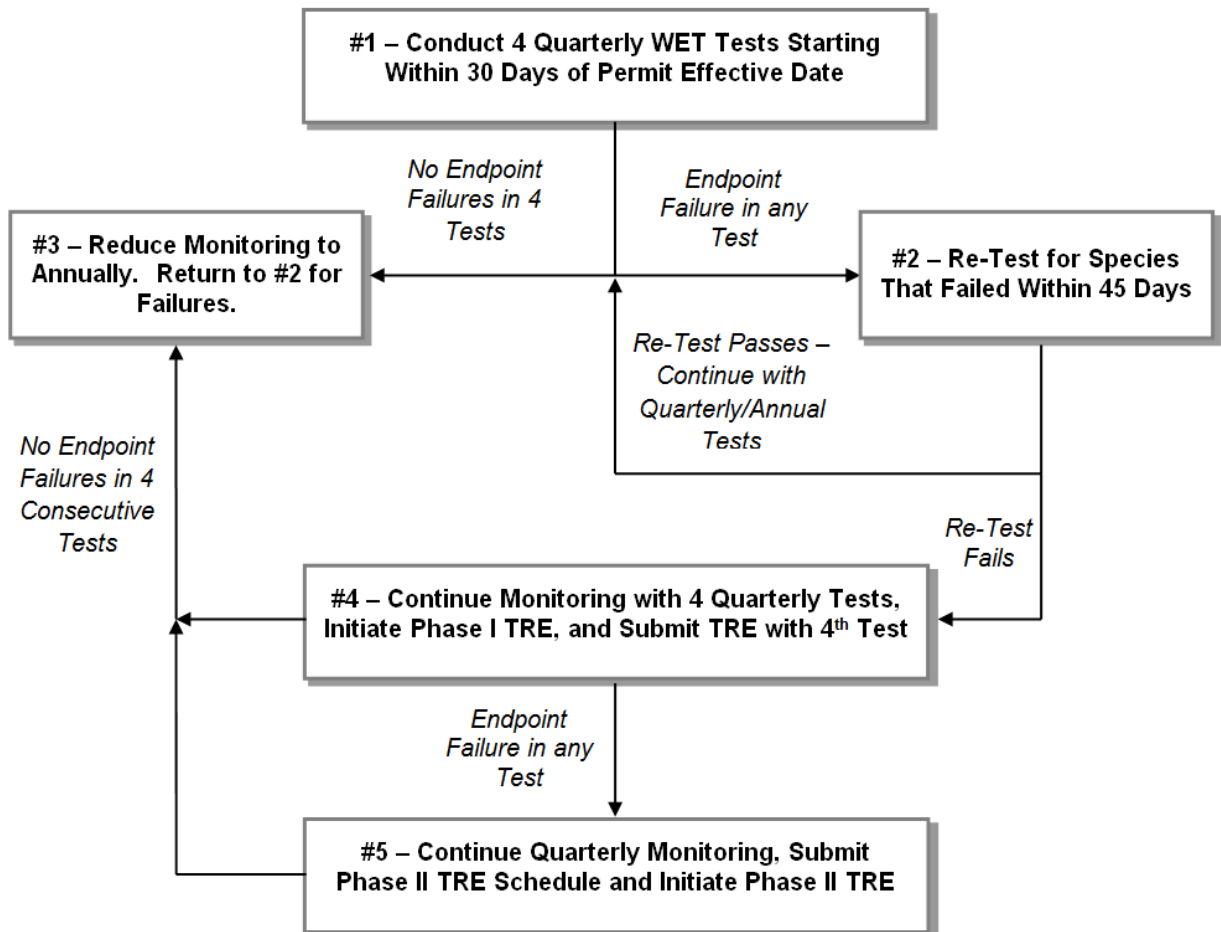 #1 – Conduct 4 Quarterly WET Tests Starting
Within 30 Days of Permit Effective Date
No Endpoint
Failures in 4
Tests
Endpoint
Failure in any
Test
#3 – Reduce Monitoring to
Annually. Return to #2 for
Failures.
#2 – Re-Test for Species
That Failed Within 45 Days
Re-Test Passes –
Continue with
Quarterly/Annual
Tests
No Endpoint
Failures in 4
Consecutive
Tests
Re-Test
Fails
#4 – Continue Monitoring with 4 Quarterly Tests,
Initiate Phase I TRE, and Submit TRE with 4th Test
Endpoint
Failure in any
Test
#5 – Continue Quarterly Monitoring, Submit
Phase II TRE Schedule and Initiate Phase II TRE